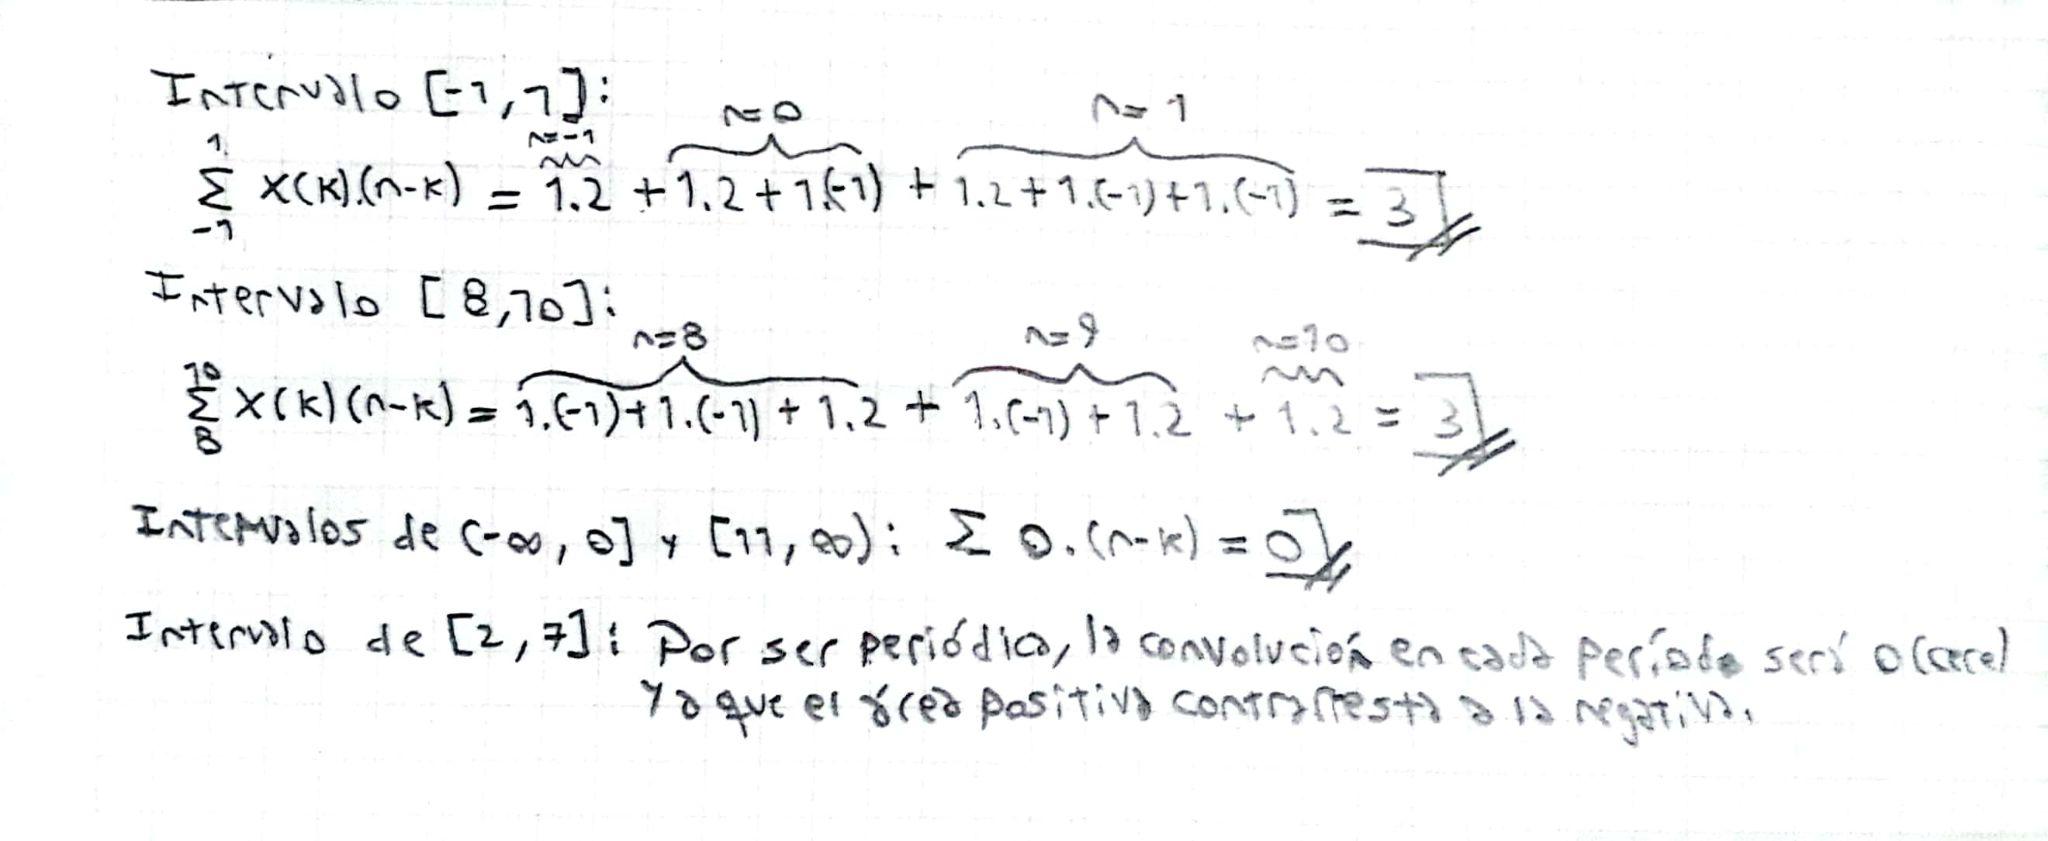 Intervalo [-1,1]:
n=-1 n=0 n=1
1 Σ -1 x(k).(n-k) = 1.2 + 1.2 + 1.(-1) + 1.2 + 1.(-1) + 1.(-1) = 3
Intervalo [8,10]:
n=8 n=9 n=10
10 Σ 8 x(k)(n-k) = 1.(-1) + 1.(-1) + 1.2 + 1.(-1) + 1.2 + 1.2 = 3
Intervalos de (-∞, 0] y [11, ∞): Σ 0.(n-k) = 0
Intervalo de [2,7]: Por ser periódica, la convolución en cada período será 0 (cero)
Ya que el área positiva contrarresta a la negativa.